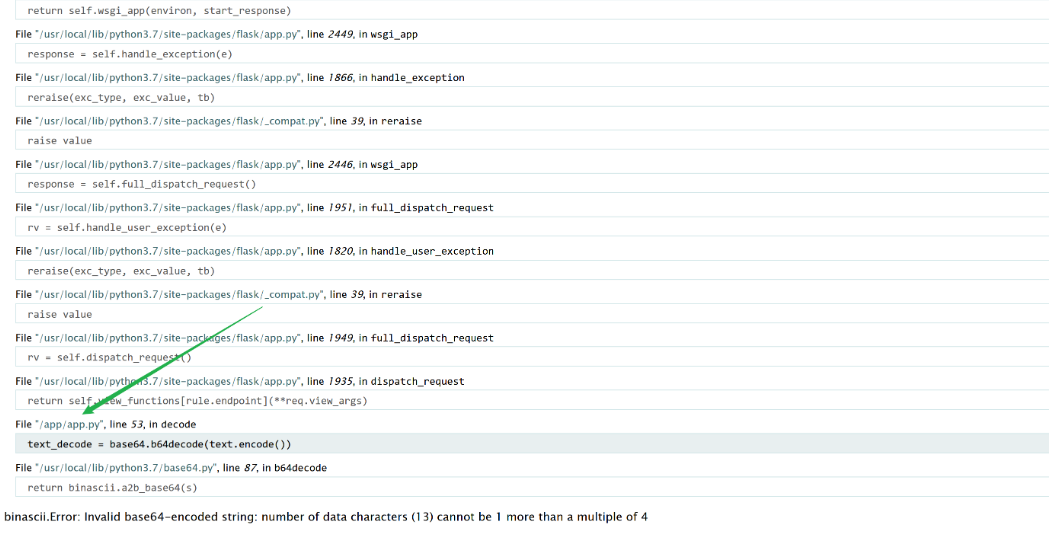 return self.wsgi_app(environ, start_response)
File "/usr/local/lib/python3.7/site-packages/flask/app.py", line 2449, in wsgi_app
response = self.handle_exception(e)
File "/usr/local/lib/python3.7/site-packages/flask/app.py", line 1866, in handle_exception
reraise(exc_type, exc_value, tb)
File "/usr/local/lib/python3.7/site-packages/flask/_compat.py", line 39, in reraise
raise value
File "/usr/local/lib/python3.7/site-packages/flask/app.py", line 2446, in wsgi_app
response = self.full_dispatch_request()
File "/usr/local/lib/python3.7/site-packages/flask/app.py", line 1951, in full_dispatch_request
rv = self.handle_user_exception(e)
File "/usr/local/lib/python3.7/site-packages/flask/app.py", line 1820, in handle_user_exception
reraise(exc_type, exc_value, tb)
File "/usr/local/lib/python3.7/site-packages/flask/_compat.py", line 39, in reraise
raise value
File "/usr/local/lib/python3.7/site-packages/flask/app.py", line 1949, in full_dispatch_request
rv = self.dispatch_request()
File "/usr/local/lib/python3.7/site-packages/flask/app.py", line 1935, in dispatch_request
return self.view_functions[rule.endpoint](**req.view_args)
File "/app/app.py", line 53, in decode
text_decode = base64.b64decode(text.encode())
File "/usr/local/lib/python3.7/base64.py", line 87, in b64decode
return binascii.a2b_base64(s)
binascii.Error: Invalid base64-encoded string: number of data characters (13) cannot be 1 more than a multiple of 4